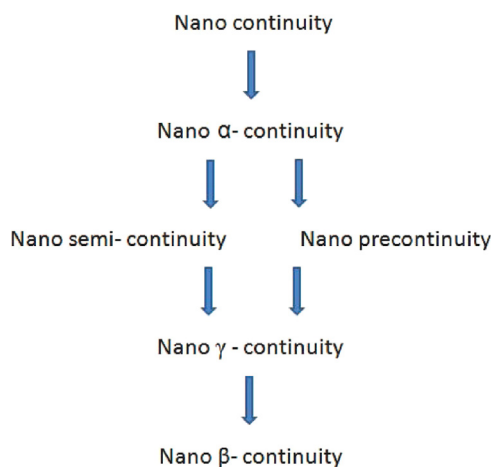 Nano continuity
Nano α- continuity
Nano semi- continuity
Nano precontinuity
Nano γ - continuity
Nano β- continuity